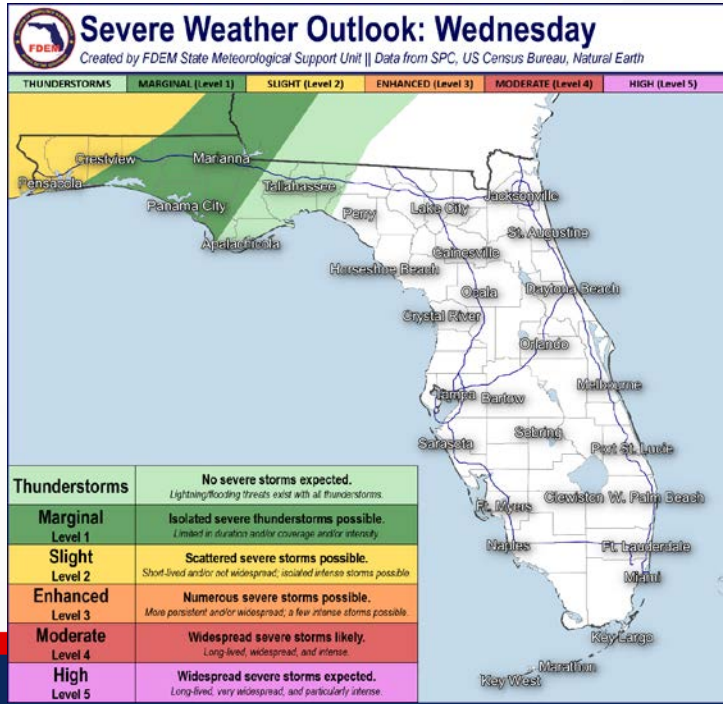 Severe Weather Outlook: Wednesday
Created by FDEM State Meteorological Support Unit || Data from SPC, US Census Bureau, Natural Earth
FDEM
THUNDERSTORMS MARGINAL (Level 1) SLIGHT (Level 2) ENHANCED (Level 3) MODERATE (Level 4) HIGH (Level 5)
Crestview
Marianna
Pensacola
Tallahassee
Jacksonville
Panama City
Perry
Lake City
St. Augustine
Apalachicola
Gainesville
Horseshoe Beach
Ocala
Daytona Beach
Crystal River
Orlando
Melbourne
Tampa
Bartow
Sebring
Sarasota
Port St. Lucie
Clewiston
W. Palm Beach
Ft. Myers
Naples
Ft. Lauderdale
Miami
Key Largo
Marathon
Key West
Thunderstorms No severe storms expected.
Lightning/flooding threats exist with all thunderstorms.
Marginal Isolated severe thunderstorms possible.
Level 1 Limited in duration and/or coverage and/or intensity
Slight Scattered severe storms possible.
Level 2 Short-lived and/or not widespread; isolated intense storms possible
Enhanced Numerous severe storms possible.
Level 3 More persistent and/or widespread; a few intense storms possible.
Moderate Widespread severe storms likely.
Level 4 Long-lived, widespread, and intense.
High Widespread severe storms expected.
Level 5 Long-lived, very widespread, and particularly intense.